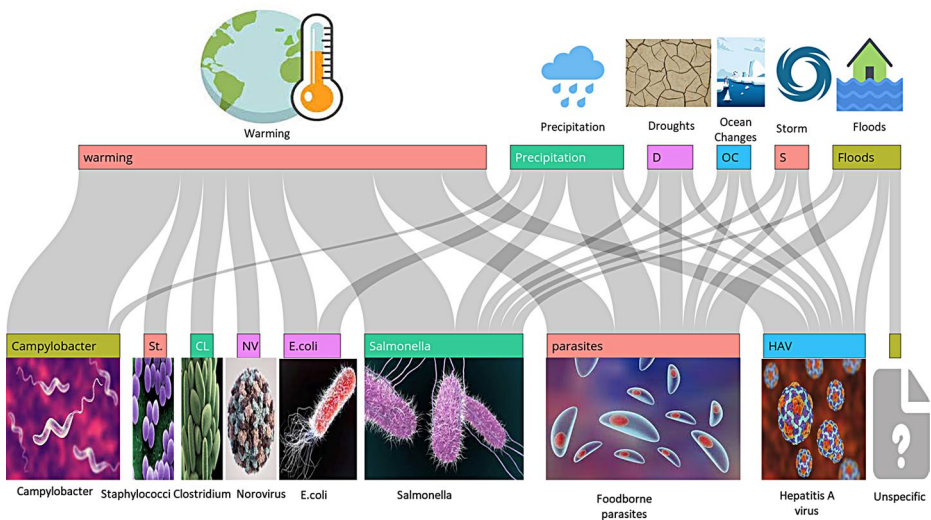 Warming
Precipitation
Droughts
Ocean
Changes
Storm
Floods
warming
Precipitation
D
OC
S
Floods
Campylobacter
St.
CL
NV
E.coli
Salmonella
parasites
HAV
?
Campylobacter
Staphylococci
Clostridium
Norovirus
E.coli
Salmonella
Foodborne
parasites
Hepatitis A
virus
Unspecific